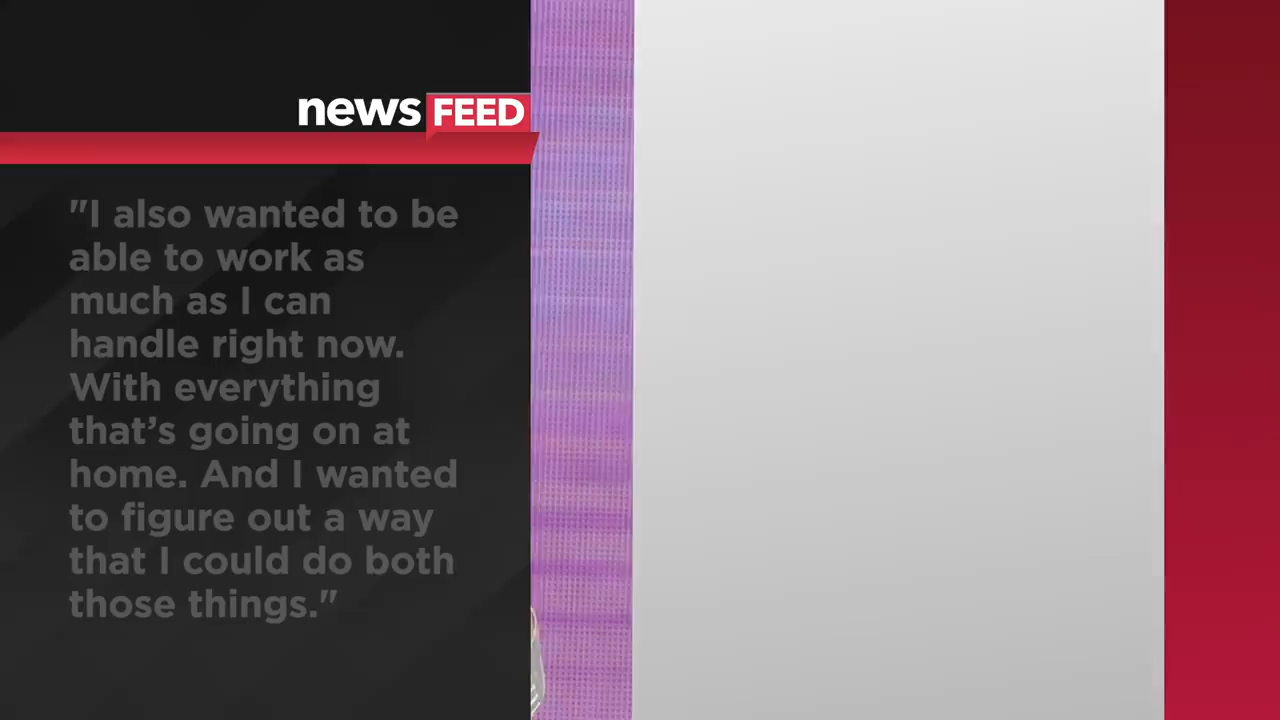 news FEED
"I also wanted to be
able to work as
much as I can
handle right now.
With everything
that’s going on at
home. And I wanted
to figure out a way
that I could do both
those things."